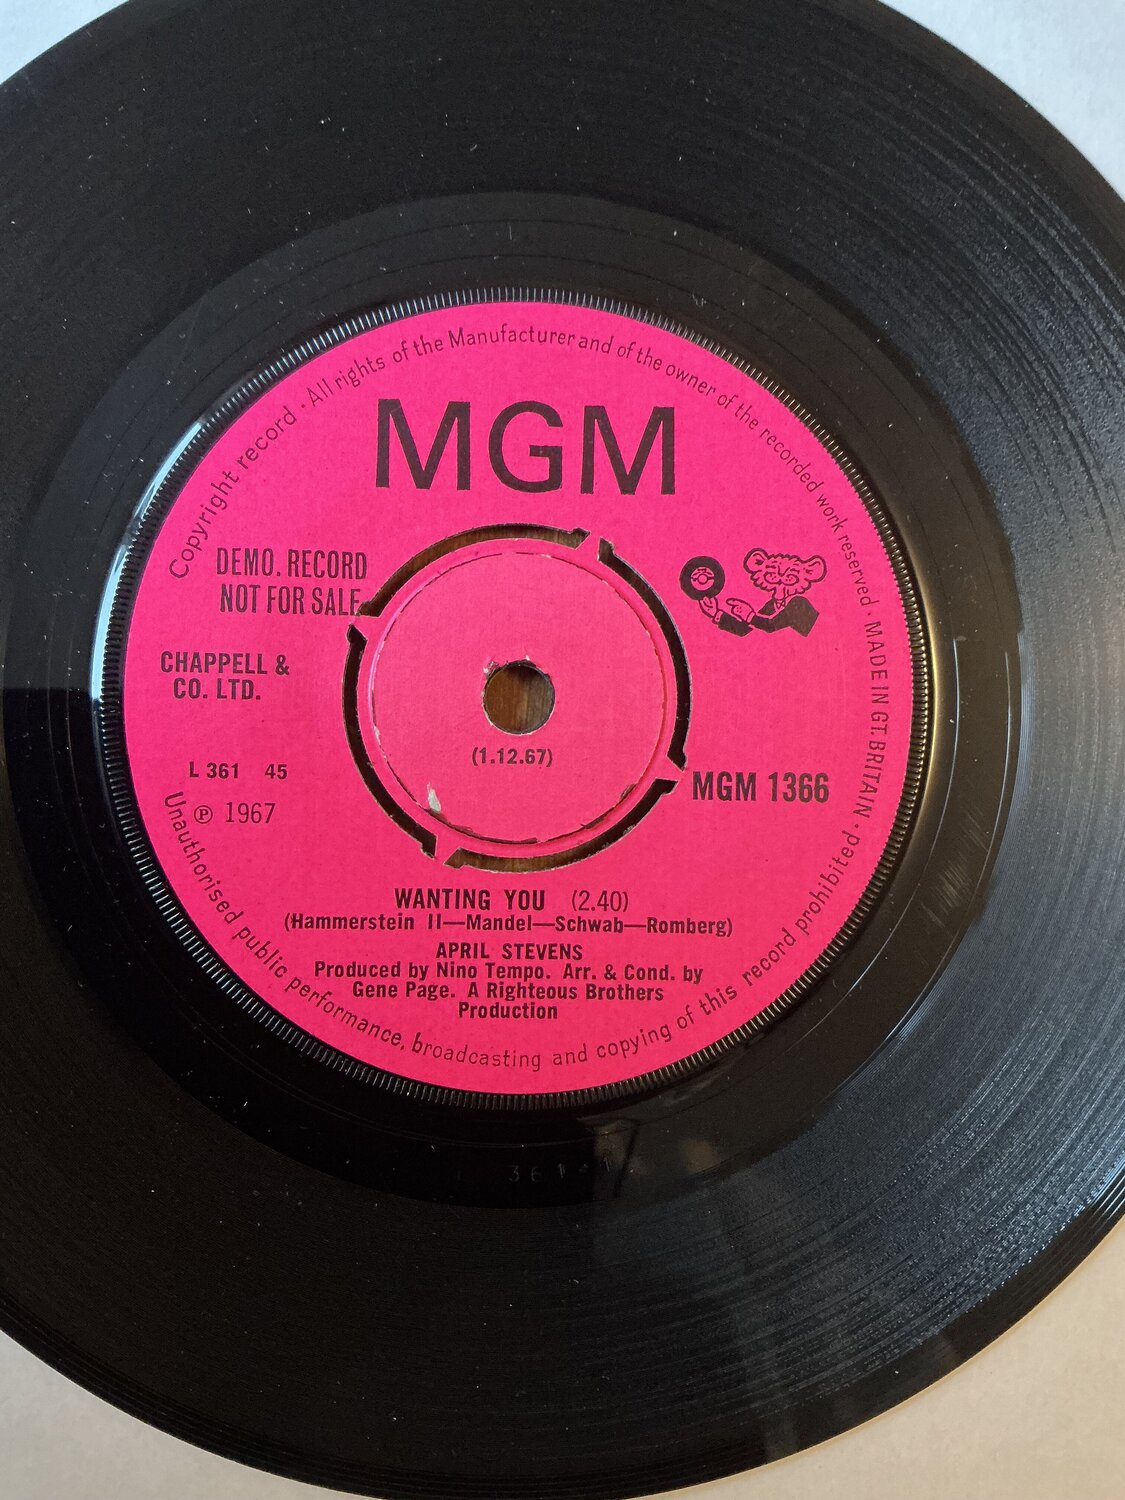 Copyright record · All rights of the Manufacturer and of the owner of the recorded work reserved · MADE IN GT. BRITAIN ·
MGM
DEMO. RECORD
NOT FOR SALE
CHAPPELL &
CO. LTD.
(1.12.67)
L 361 45
MGM 1366
℗ 1967
WANTING YOU (2.40)
(Hammerstein II—Mandel—Schwab—Romberg)
APRIL STEVENS
Produced by Nino Tempo. Arr. & Cond. by
Gene Page. A Righteous Brothers
Production
Unauthorised public performance, broadcasting and copying of this record prohibited ·